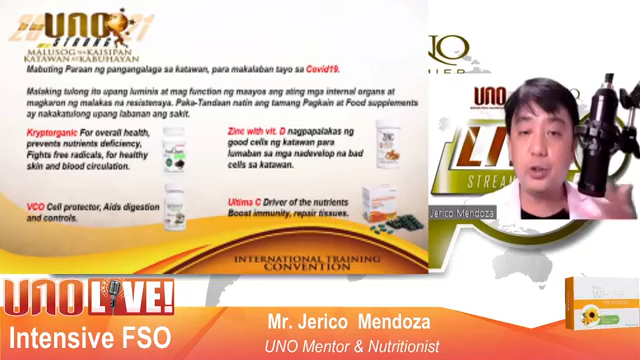 UNO
STRONG
MALUSOG na KAISIPAN
KATAWAN at KABUHAYAN
Mabuting Paraan ng pangangalaga sa katawan, para makalaban tayo sa Covid19.
Malaking tulong ito upang luminis at mag function ng maayos ang ating mga internal organs at
magkaron ng malakas na resistensya. Paka-Tandaan natin ang tamang Pagkain at Food supplements
ay nakakatulong upang labanan ang sakit.
Kryptorganic For overall health,
prevents nutrients deficiency,
Fights free radicals, for healthy
skin and blood circulation.
Zinc with vit. D nagpapalakas ng
good cells ng katawan para
lumaban sa mga nadevelop na bad
cells sa katawan.
VCO Cell protector, Aids digestion
and controls.
Ultima C Driver of the nutrients
Boost immunity, repair tissues.
INTERNATIONAL TRAINING
CONVENTION
UNO
Jerico Mendoza
UNO LIVE!
Intensive FSO
Mr. Jerico Mendoza
UNO Mentor & Nutritionist